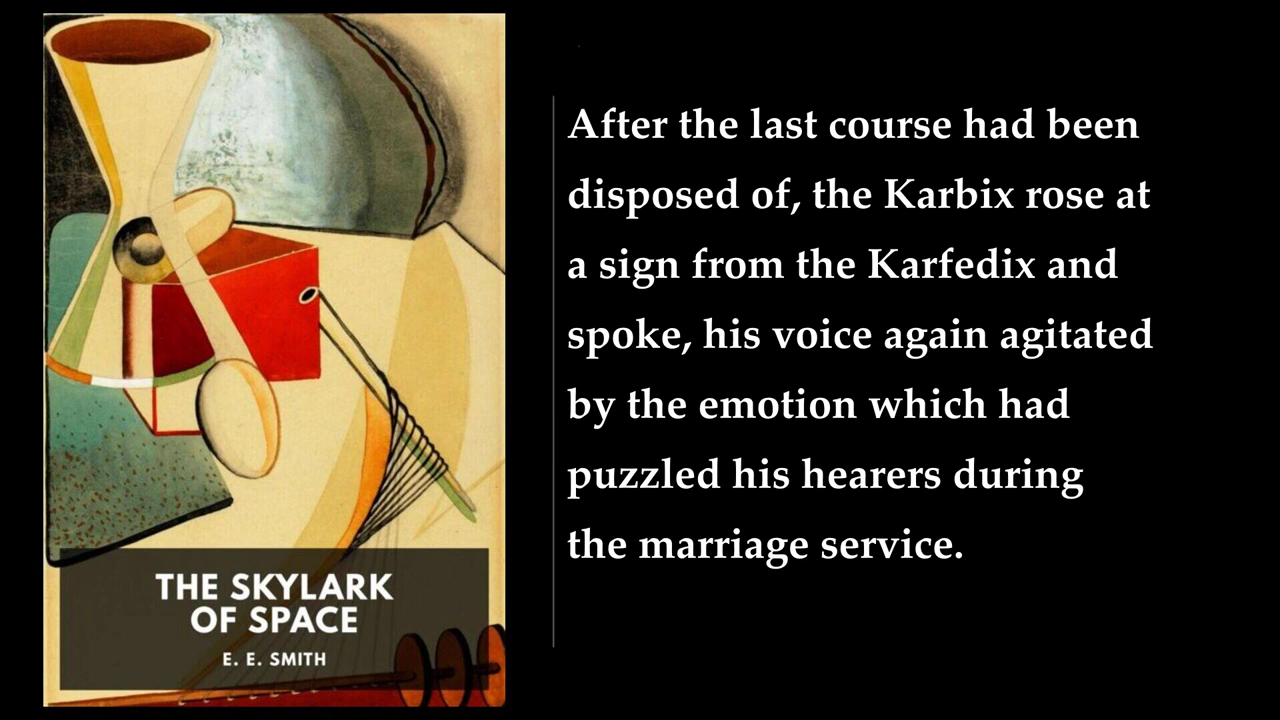 THE SKYLARK
OF SPACE
E. E. SMITH
After the last course had been
disposed of, the Karbix rose at
a sign from the Karfedix and
spoke, his voice again agitated
by the emotion which had
puzzled his hearers during
the marriage service.